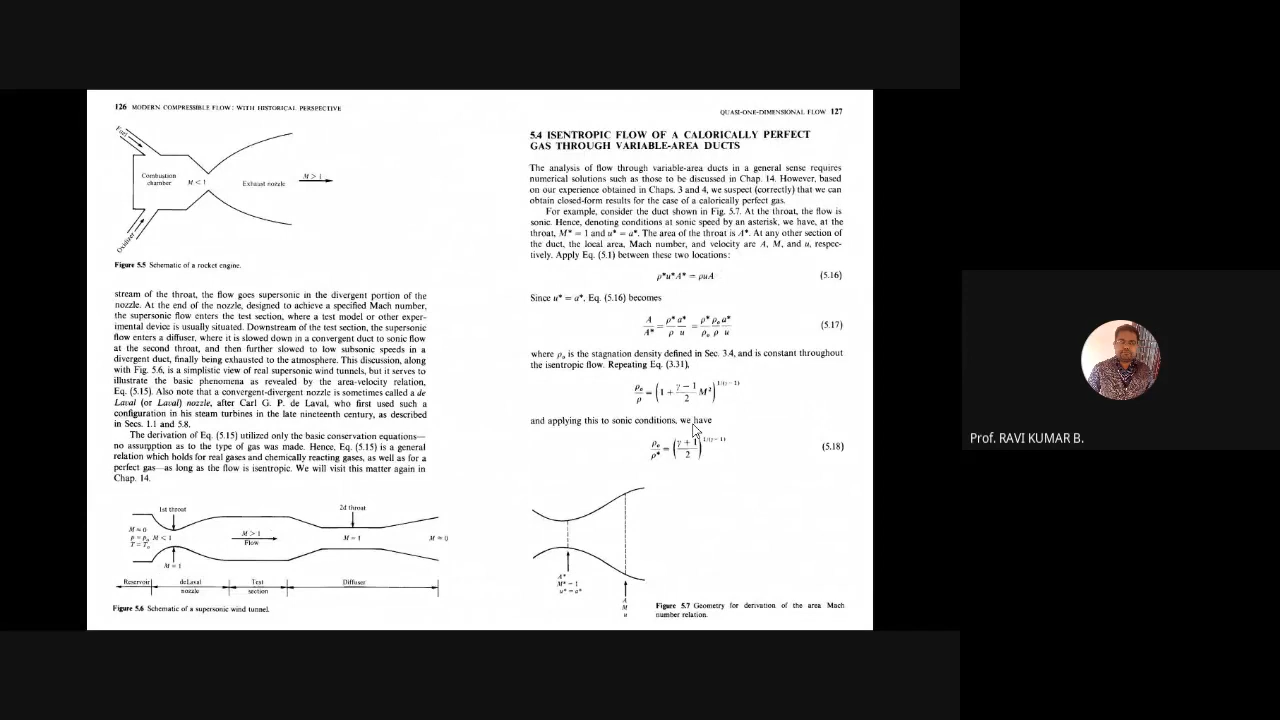 126 MODERN COMPRESSIBLE FLOW: WITH HISTORICAL PERSPECTIVE
Fuel
Combustion
chamber
M < 1
Exhaust nozzle
M > 1
Oxidizer
Figure 5.5 Schematic of a rocket engine.
stream of the throat, the flow goes supersonic in the divergent portion of the
nozzle. At the end of the nozzle, designed to achieve a specified Mach number,
the supersonic flow enters the test section, where a test model or other exper-
imental device is usually situated. Downstream of the test section, the supersonic
flow enters a diffuser, where it is slowed down in a convergent duct to sonic flow
at the second throat, and then further slowed to low subsonic speeds in a
divergent duct, finally being exhausted to the atmosphere. This discussion, along
with Fig. 5.6, is a simplistic view of real supersonic wind tunnels, but it serves to
illustrate the basic phenomena as revealed by the area-velocity relation,
Eq. (5.15). Also note that a convergent-divergent nozzle is sometimes called a de
Laval (or Laval) nozzle, after Carl G. P. de Laval, who first used such a
configuration in his steam turbines in the late nineteenth century, as described
in Secs. 1.1 and 5.8.
The derivation of Eq. (5.15) utilized only the basic conservation equations—
no assumption as to the type of gas was made. Hence, Eq. (5.15) is a general
relation which holds for real gases and chemically reacting gases, as well as for a
perfect gas—as long as the flow is isentropic. We will visit this matter again in
Chap. 14.
1st throat
2d throat
M ≈ 0
p = pₒ M < 1
T = Tₒ
M > 1
Flow
M = 1
M ≈ 0
M = 1
Reservoir
deLaval
nozzle
Test
section
Diffuser
Figure 5.6 Schematic of a supersonic wind tunnel.
QUASI-ONE-DIMENSIONAL FLOW 127
5.4 ISENTROPIC FLOW OF A CALORICALLY PERFECT
GAS THROUGH VARIABLE-AREA DUCTS
The analysis of flow through variable-area ducts in a general sense requires
numerical solutions such as those to be discussed in Chap. 14. However, based
on our experience obtained in Chaps. 3 and 4, we suspect (correctly) that we can
obtain closed-form results for the case of a calorically perfect gas.
For example, consider the duct shown in Fig. 5.7. At the throat, the flow is
sonic. Hence, denoting conditions at sonic speed by an asterisk, we have, at the
throat, M* = 1 and u* = a*. The area of the throat is A*. At any other section of
the duct, the local area, Mach number, and velocity are A, M, and u, respec-
tively. Apply Eq. (5.1) between these two locations:
ρ*u*A* = ρuA (5.16)
Since u* = a*, Eq. (5.16) becomes
A/A* = ρ*/ρ a*/u = ρ*/ρₒ ρₒ/ρ a*/u (5.17)
where ρₒ is the stagnation density defined in Sec. 3.4, and is constant throughout
the isentropic flow. Repeating Eq. (3.31),
ρₒ/ρ = (1 + (γ − 1)/2 M²)^1/(γ−1)
and applying this to sonic conditions, we have
ρₒ/ρ* = ((γ + 1)/2)^1/(γ−1) (5.18)
A*
M* = 1
u* = a*
A
M
u
Figure 5.7 Geometry for derivation of the area Mach
number relation.
Prof. RAVI KUMAR B.